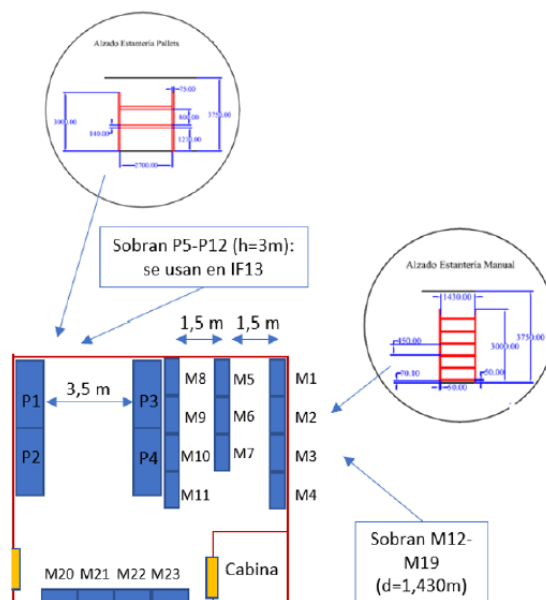 Alzado Estantería Pallets
75.00
3000.00
800.00
3750.00
140.00
1210.00
2700.00
Sobran P5-P12 (h=3m):
se usan en IF13
Alzado Estantería Manual
1430.00
450.00
3000.00
3750.00
70.00
50.00
60.00
1,5 m
1,5 m
3,5 m
P1
P3
P2
P4
M8
M5
M1
M9
M6
M2
M10
M7
M3
M11
M4
Sobran M12-
M19
(d=1,430m)
M20 M21 M22 M23
Cabina